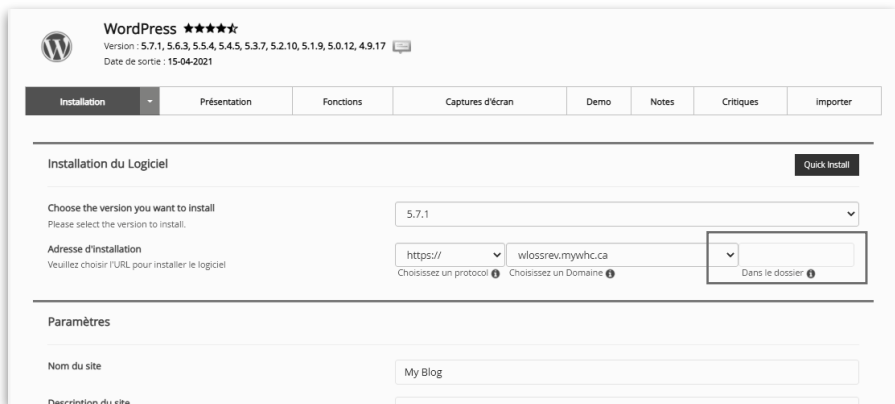 WordPress
Version : 5.7.1, 5.6.3, 5.5.4, 5.4.5, 5.3.7, 5.2.10, 5.1.9, 5.0.12, 4.9.17
Date de sortie : 15-04-2021
Installation Présentation Fonctions Captures d'écran Demo Notes Critiques importer
Installation du Logiciel Quick Install
Choose the version you want to install
Please select the version to install.
5.7.1
Adresse d'installation
Veuillez choisir l'URL pour installer le logiciel
https:// wlossrev.mywhc.ca
Choisissez un protocol Choisissez un Domaine Dans le dossier
Paramètres
Nom du site My Blog
Description du site